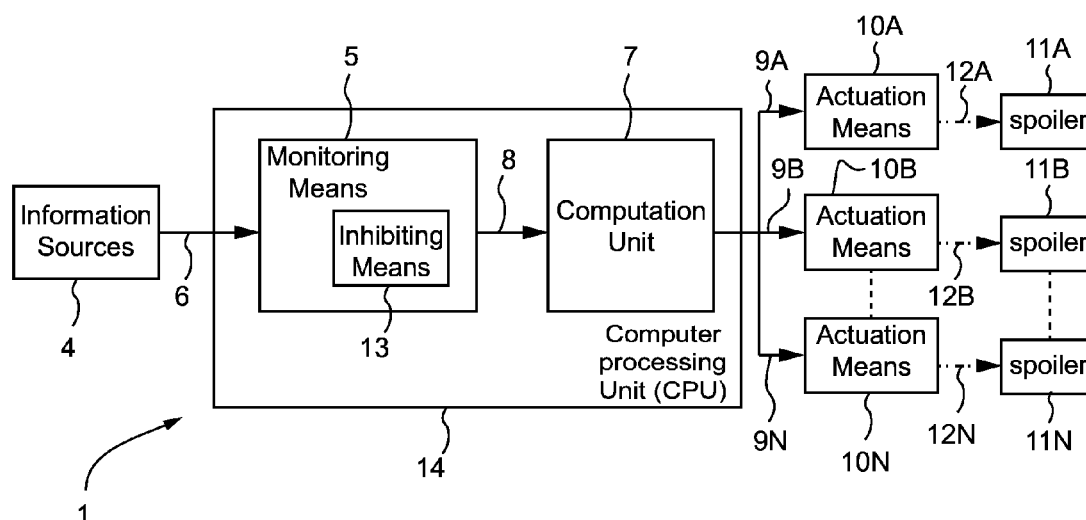 10A
5
7
9A
12A
11A
Actuation
Means
spoiler
Monitoring
Means
8
9B
10B
11B
Information
Sources
Inhibiting
Means
Computation
Unit
Actuation
Means
spoiler
6
12B
4
13
Computer
processing
Unit (CPU)
Actuation
Means
spoiler
9N
12N
14
10N
11N
1